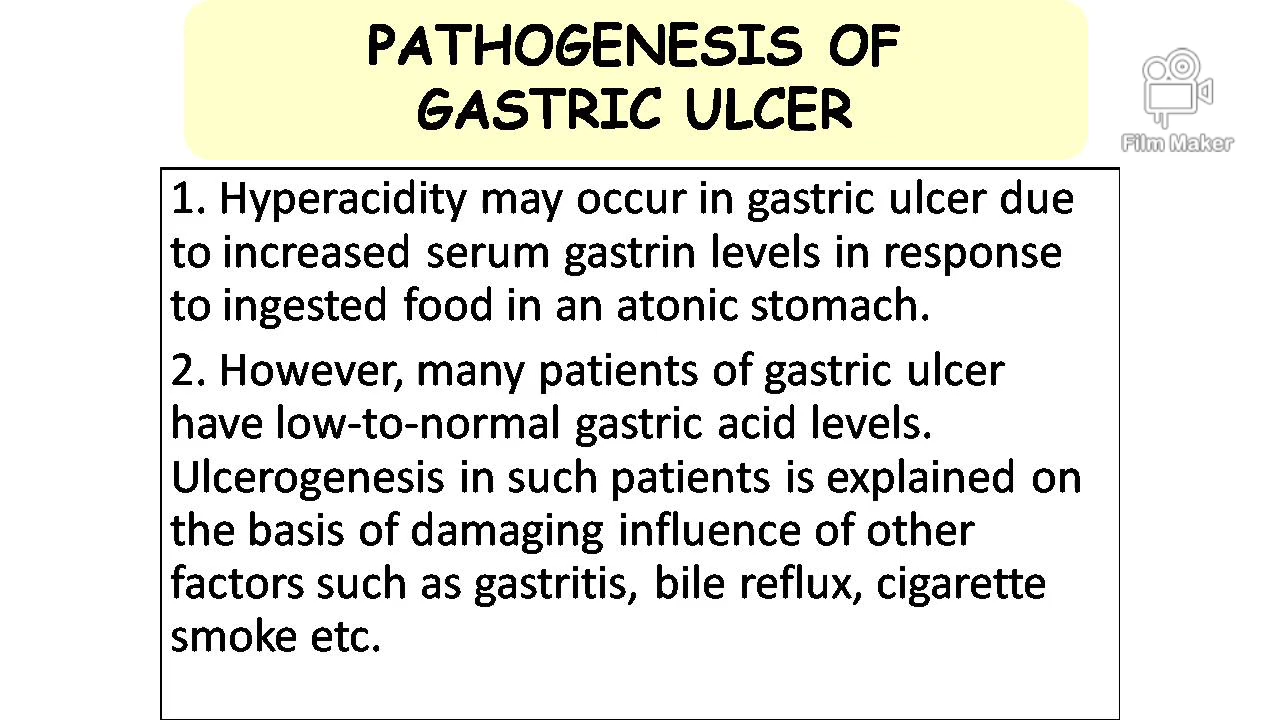 PATHOGENESIS OF
GASTRIC ULCER
Film Maker
1. Hyperacidity may occur in gastric ulcer due
to increased serum gastrin levels in response
to ingested food in an atonic stomach.
2. However, many patients of gastric ulcer
have low-to-normal gastric acid levels.
Ulcerogenesis in such patients is explained on
the basis of damaging influence of other
factors such as gastritis, bile reflux, cigarette
smoke etc.